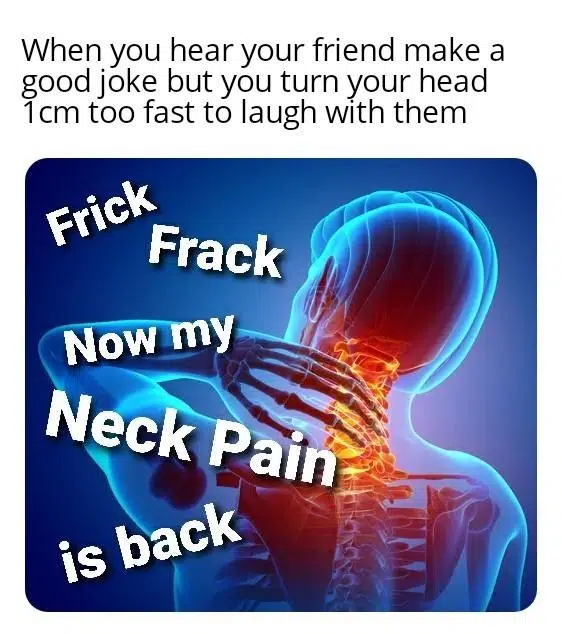 When you hear your friend make a
good joke but you turn your head
1cm too fast to laugh with them
Frick
Frack
Now my
Neck Pain
is back